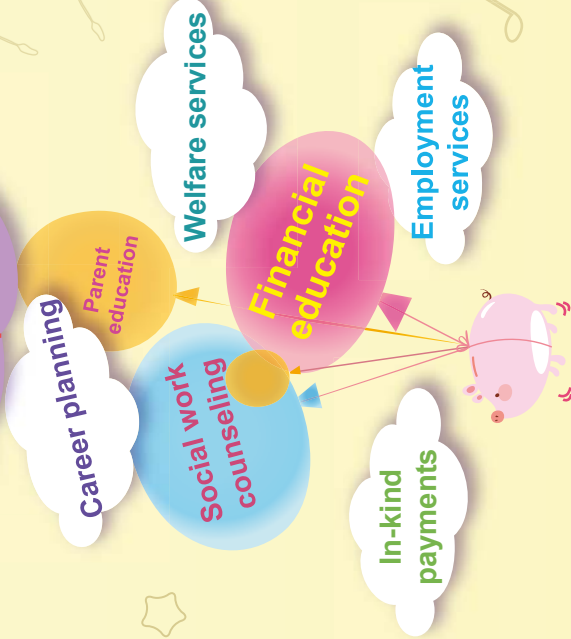 Career planning
Parent
education
Welfare services
Social work
counseling
Financial
education
In-kind
payments
Employment
services